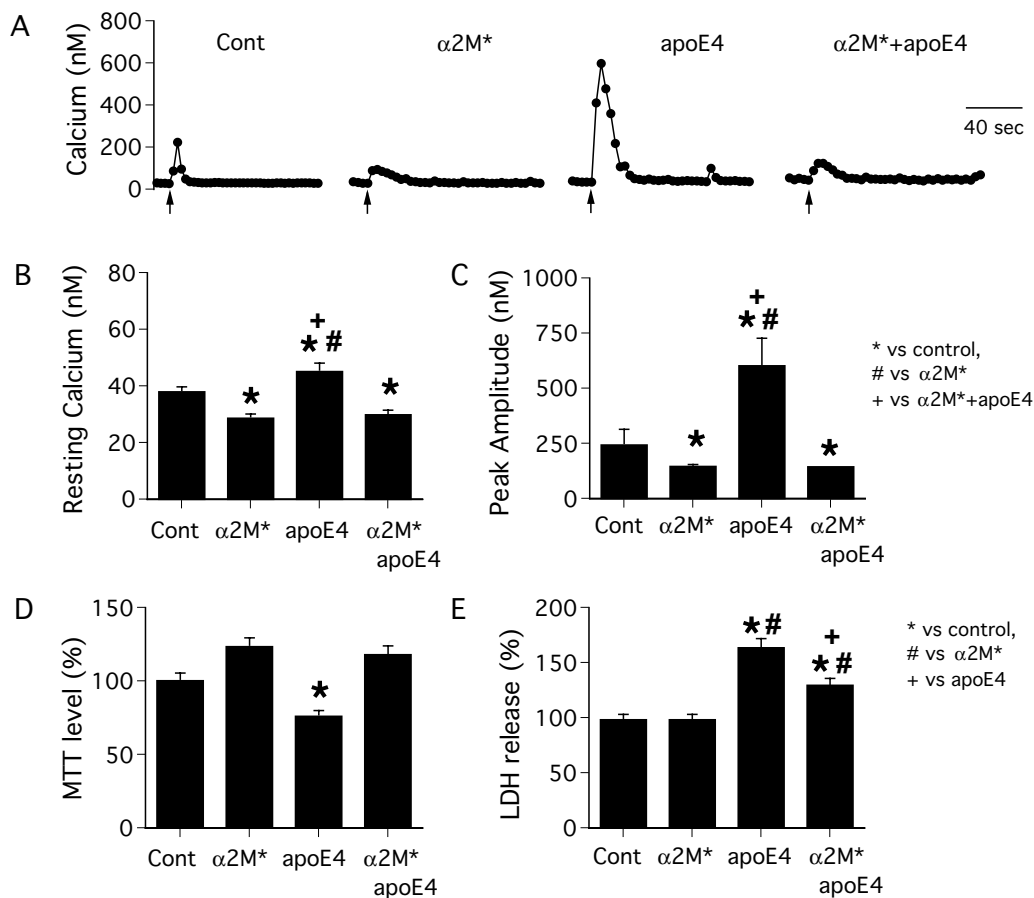 A
Calcium (nM)
800
600
400
200
0
Cont
α2M*
apoE4
α2M*+apoE4
40 sec
B
Resting Calcium (nM)
80
60
40
20
0
+
* #
*
*
Cont
α2M*
apoE4
α2M*
apoE4
C
Peak Amplitude (nM)
1000
750
500
250
0
+
* #
*
*
Cont
α2M*
apoE4
α2M*
apoE4
* vs control,
# vs α2M*
+ vs α2M*+apoE4
D
MTT level (%)
150
100
50
0
*
Cont
α2M*
apoE4
α2M*
apoE4
E
LDH release (%)
200
150
100
50
0
* #
+
* #
Cont
α2M*
apoE4
α2M*
apoE4
* vs control,
# vs α2M*
+ vs apoE4